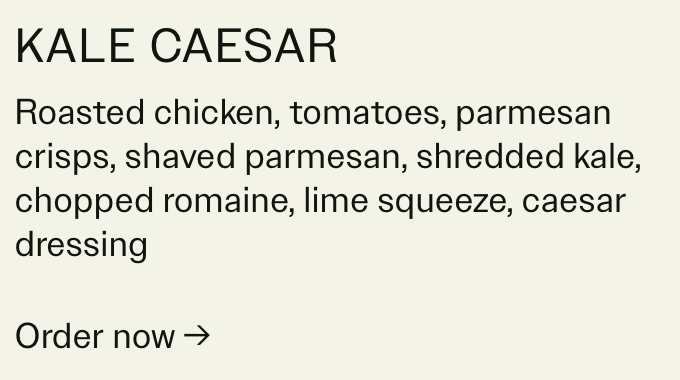 KALE CAESAR
Roasted chicken, tomatoes, parmesan
crisps, shaved parmesan, shredded kale,
chopped romaine, lime squeeze, caesar
dressing
Order now →